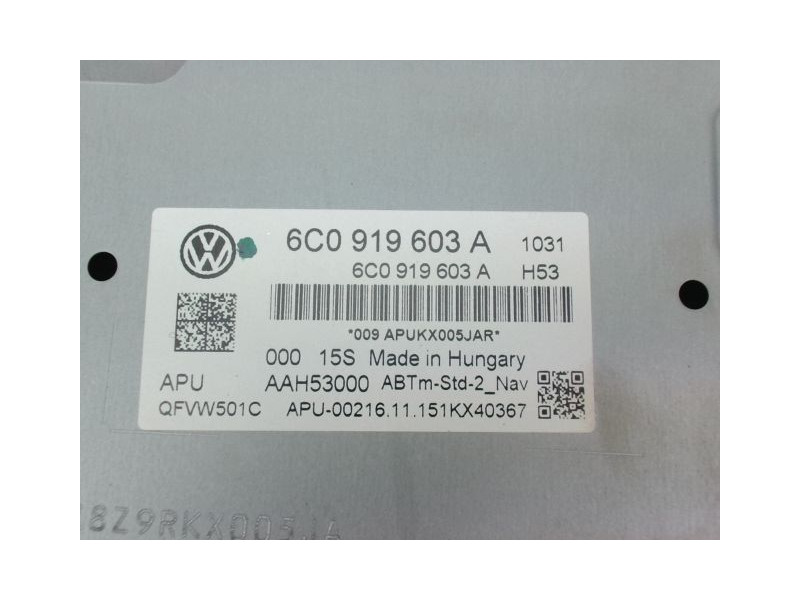 6C0 919 603 A 1031
6C0 919 603 A H53
*009 APUKX005JAR*
000 15S Made in Hungary
APU AAH53000 ABTm-Std-2_Nav
QFVW501C APU-00216.11.151KX40367
8Z9RKX005JA